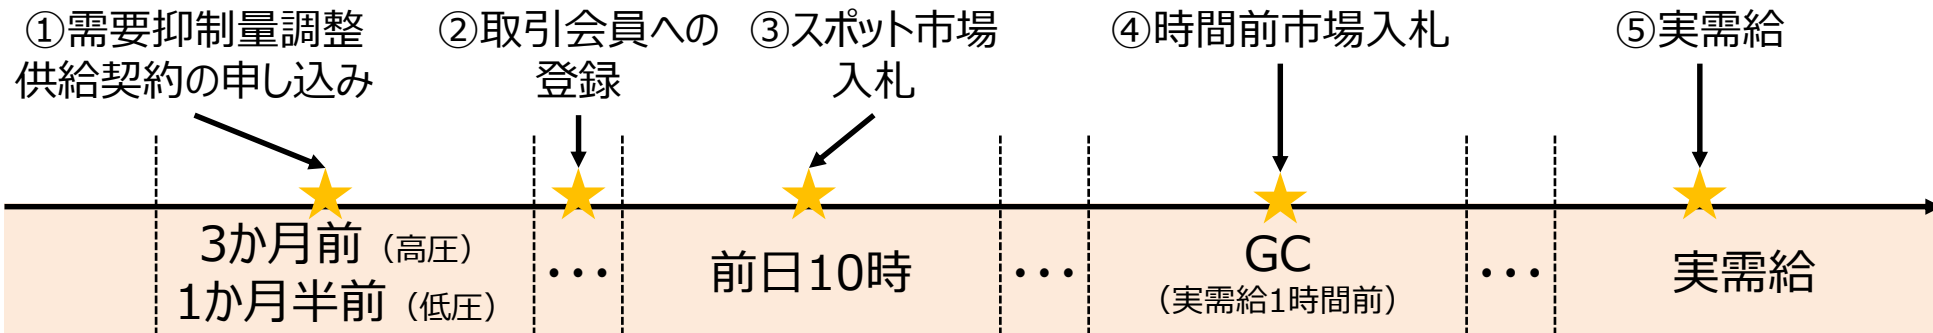 ①需要抑制量調整
供給契約の申し込み
②取引会員への
登録
③スポット市場
入札
④時間前市場入札
⑤実需給
3か月前（高圧）
1か月半前（低圧）
・・・
前日10時
・・・
GC
（実需給1時間前）
・・・
実需給